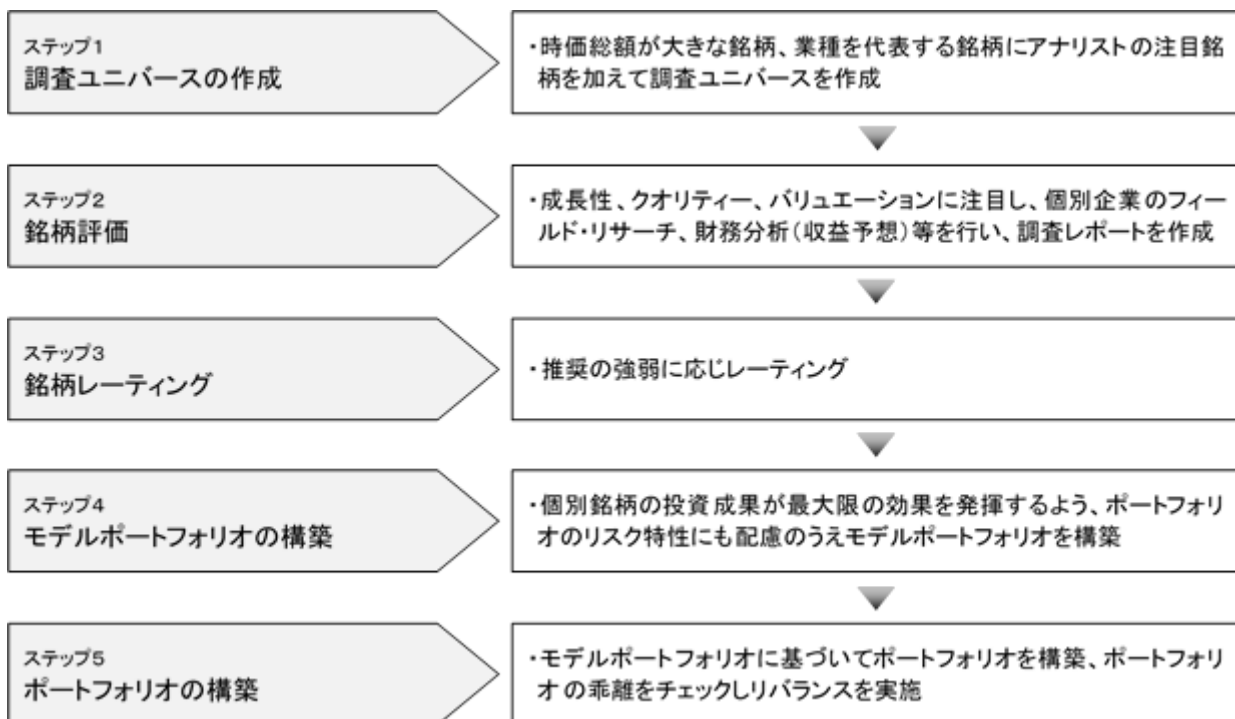 ステップ1
調査ユニバースの作成
・時価総額が大きな銘柄、業種を代表する銘柄にアナリストの注目銘
柄を加えて調査ユニバースを作成
ステップ2
銘柄評価
・成長性、クオリティー、バリュエーションに注目し、個別企業のフィー
ルド・リサーチ、財務分析(収益予想)等を行い、調査レポートを作成
ステップ3
銘柄レーティング
・推奨の強弱に応じレーティング
ステップ4
モデルポートフォリオの構築
・個別銘柄の投資成果が最大限の効果を発揮するよう、ポートフォリ
オのリスク特性にも配慮のうえモデルポートフォリオを構築
ステップ5
ポートフォリオの構築
・モデルポートフォリオに基づいてポートフォリオを構築、ポートフォリ
オの乖離をチェックしリバランスを実施